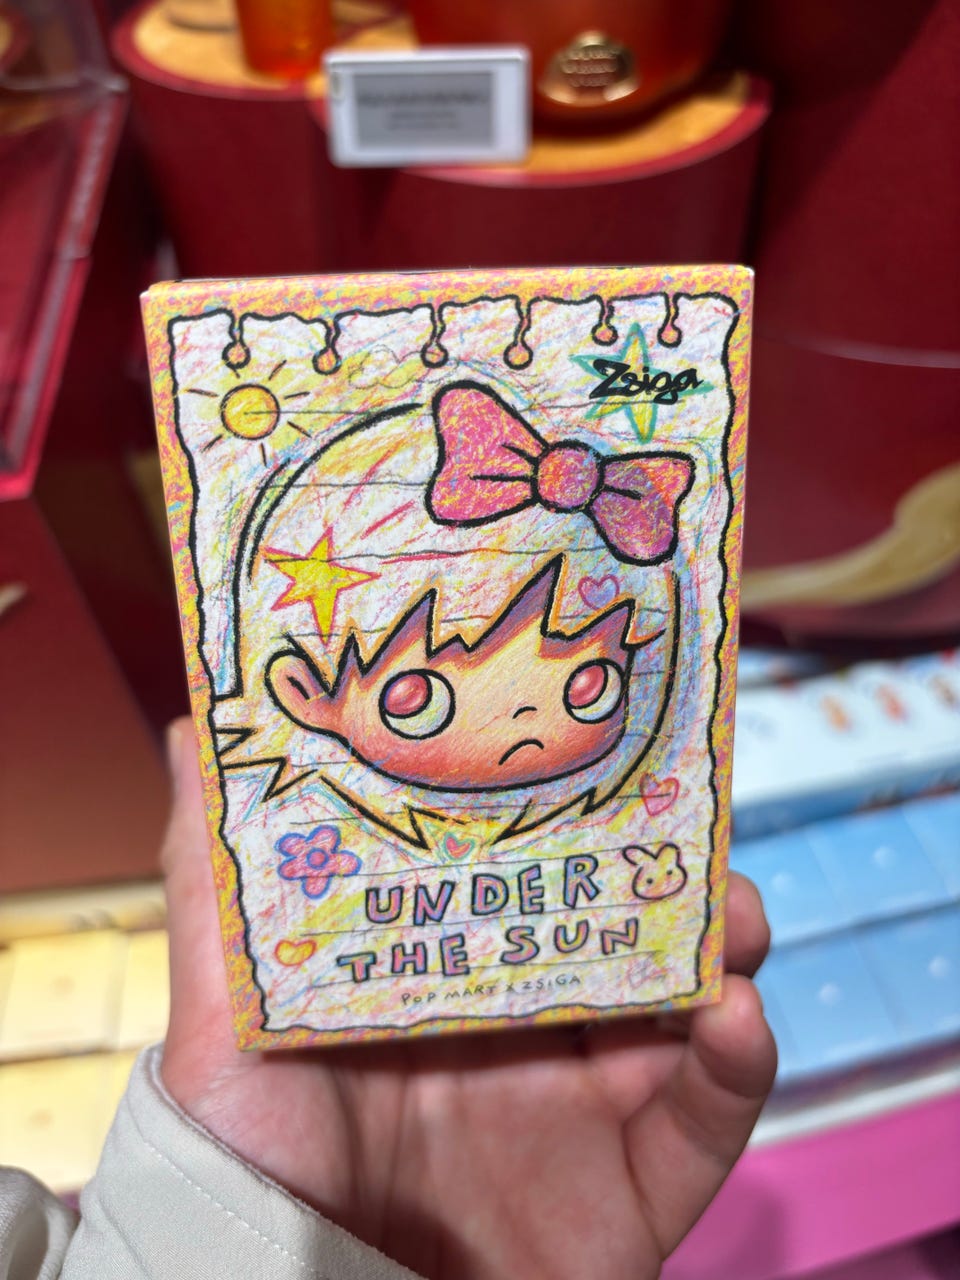 Zsiga
UNDER
THE SUN
POP MART X ZSIGA